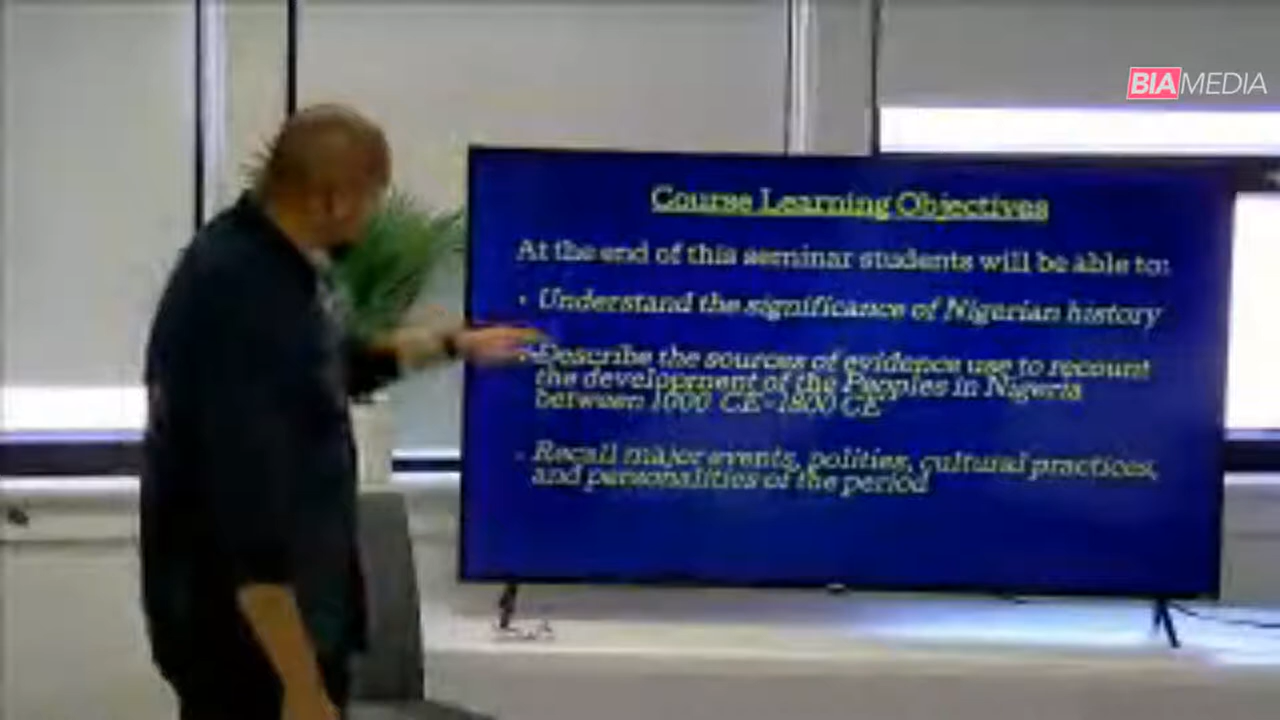 BIAMEDIA
Course Learning Objectives
At the end of this seminar students will be able to:
• Understand the significance of Nigerian history
• Describe the sources of evidence use to recount
the development of the Peoples in Nigeria
between 1000 CE-1800 CE
• Recall major events, polities, cultural practices,
and personalities of the period